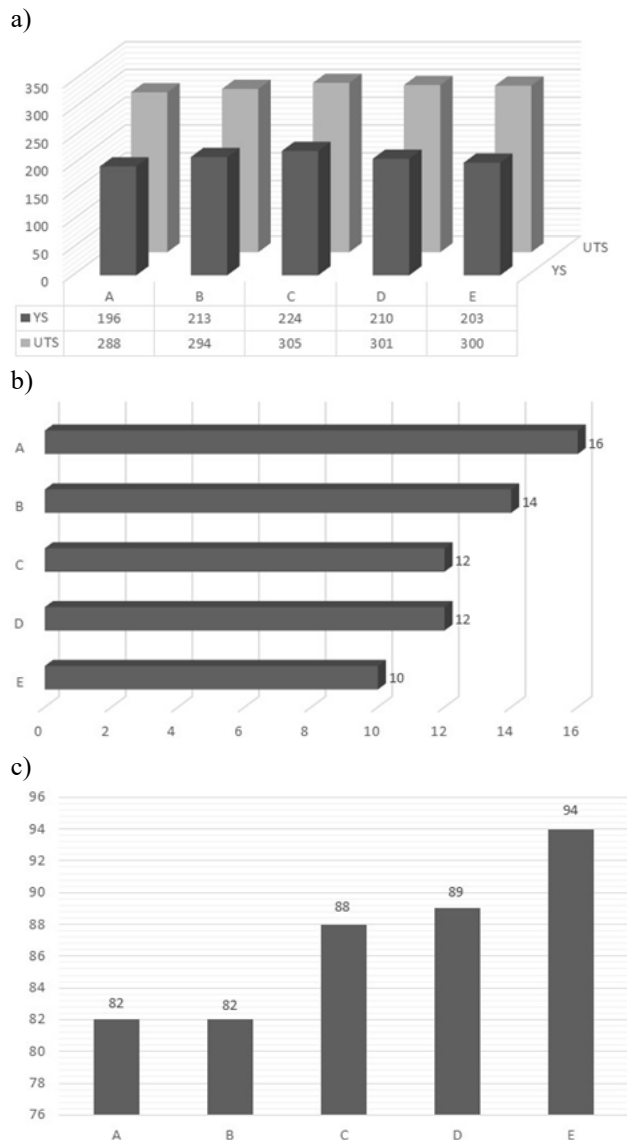 a)
350
300
250
200
150
100
50
0
UTS
YS
A B C D E
YS 196 213 224 210 203
UTS 288 294 305 301 300
b)
A 16
B 14
C 12
D 12
E 10
0 2 4 6 8 10 12 14 16
c)
96
94
92
90
88
86
84
82
80
78
76
82 82 88 89 94
A B C D E